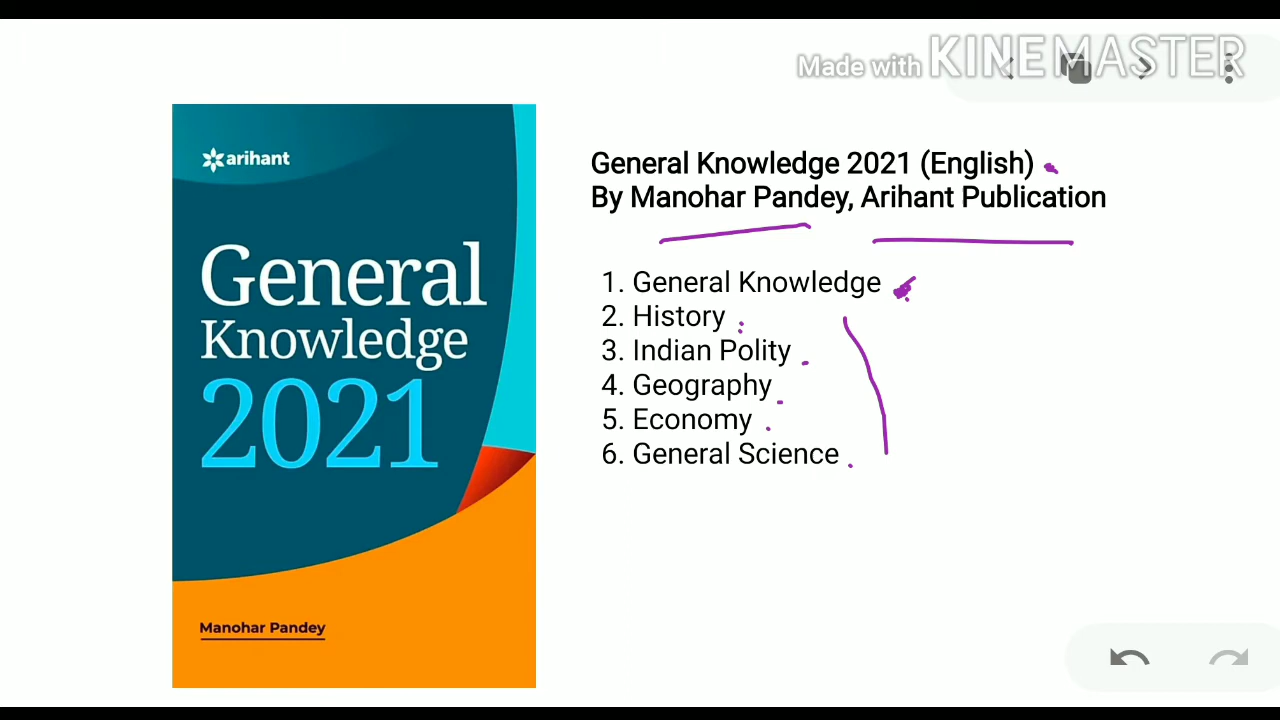 Made with KINEMASTER
arihant
General
Knowledge
2021
Manohar Pandey
General Knowledge 2021 (English)
By Manohar Pandey, Arihant Publication
1. General Knowledge
2. History
3. Indian Polity
4. Geography
5. Economy
6. General Science